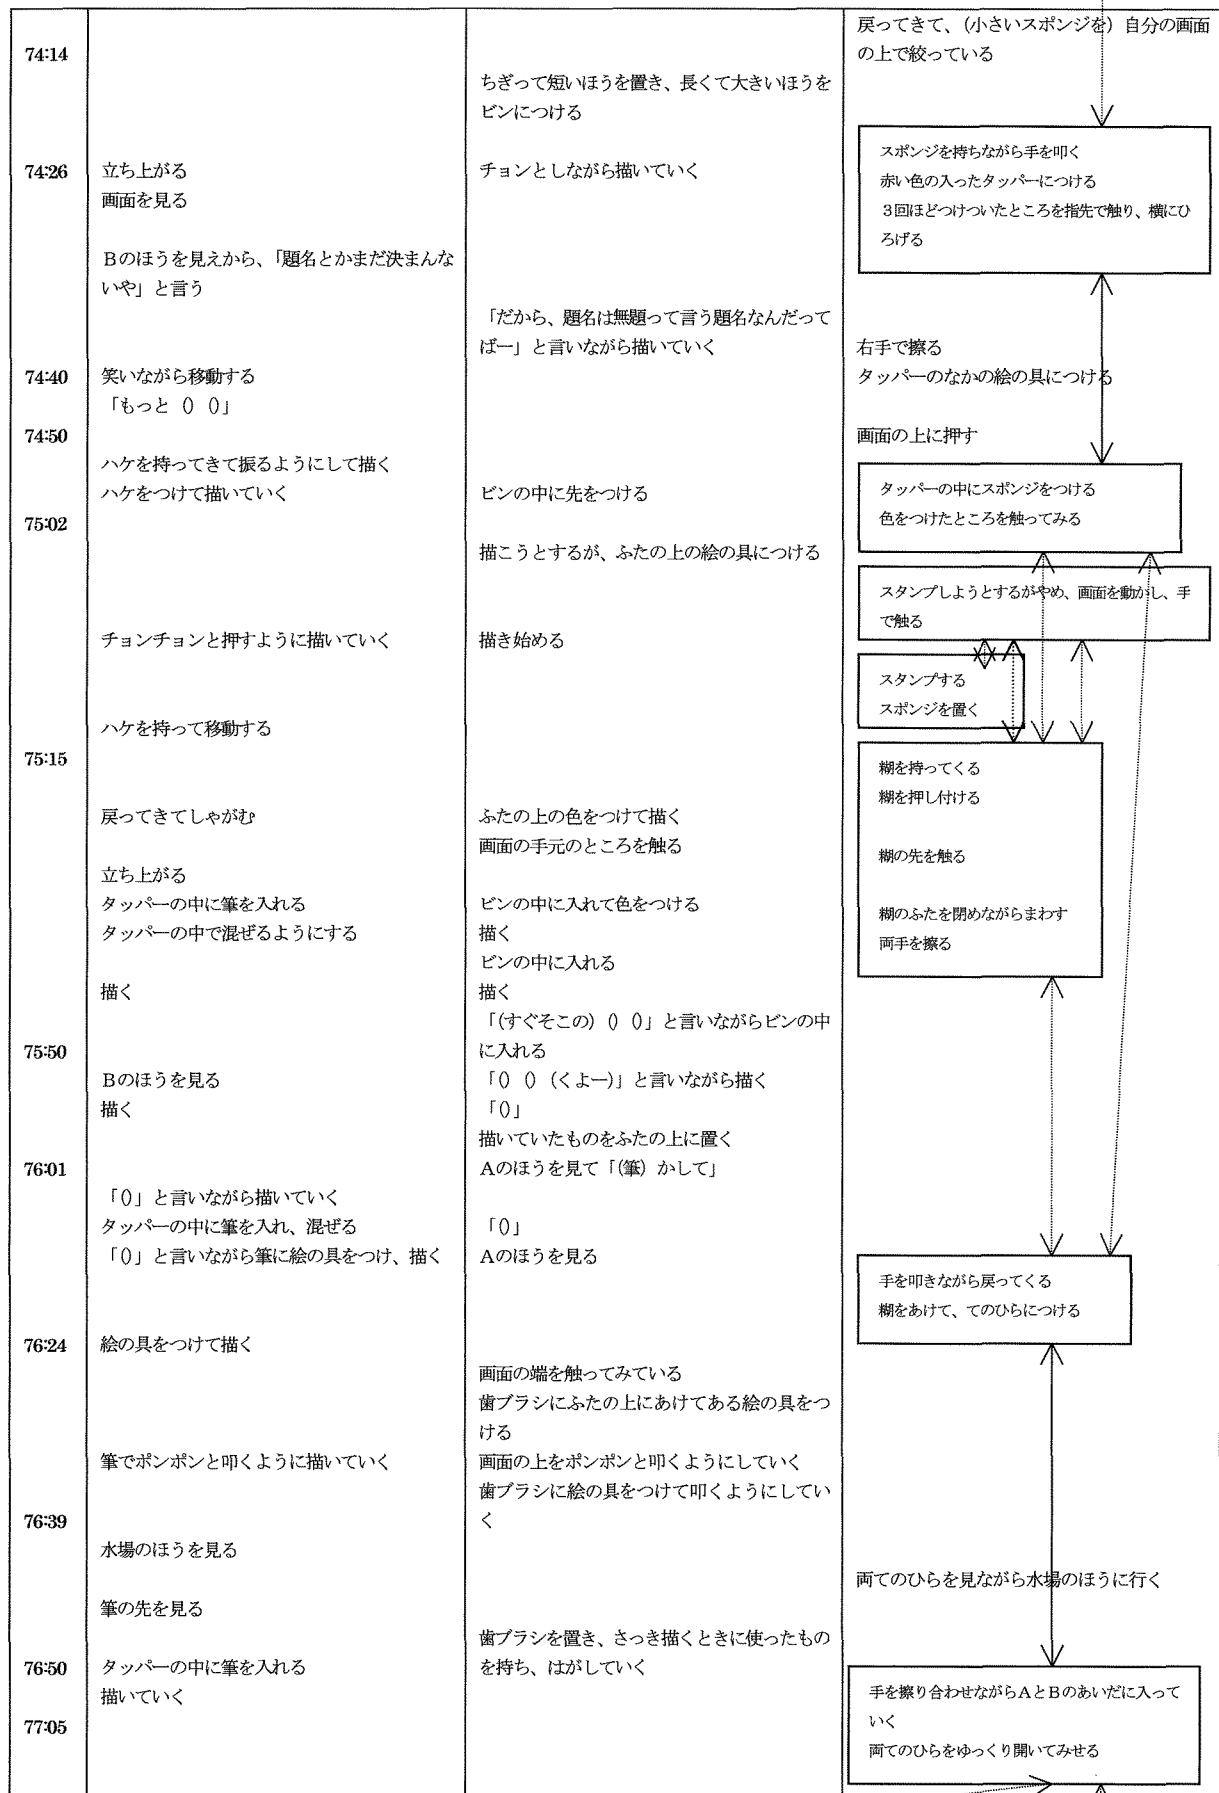 戻ってきて、(小さいスポンジを) 自分の画面
74:14
の上で絞っている
ちぎって短いほうを置き、長くて大きいほうを
ビンにつける
スポンジを持ちながら手を叩く
74:26
立ち上がる
チョンとしながら描いていく
赤い色の入ったタッパーにつける
画面を見る
３回ほどつけついたところを指先で触り、横にひ
ろげる
Ｂのほうを見えから、「題名とかまだ決まんな
いや」と言う
「だから、題名は無題って言う題名なんだって
ばー」と言いながら描いていく
右手で擦る
74:40
笑いながら移動する
タッパーのなかの絵の具につける
「もっと () ()」
74:50
画面の上に押す
ハケを持ってきて振るようにして描く
ハケをつけて描いていく
ビンの中に先をつける
タッパーの中にスポンジをつける
色をつけたところを触ってみる
75:02
描こうとするが、ふたの上の絵の具につける
スタンプしようとするがやめ、画面を動かし、手
で触る
チョンチョンと押すように描いていく
描き始める
スタンプする
スポンジを置く
ハケを持って移動する
75:15
糊を持ってくる
糊を押し付ける
戻ってきてしゃがむ
ふたの上の色をつけて描く
画面の手元のところを触る
糊の先を触る
立ち上がる
タッパーの中に筆を入れる
ビンの中に入れて色をつける
糊のふたを閉めながらまわす
タッパーの中で混ぜるようにする
描く
両手を擦る
ビンの中に入れる
描く
描く
「(すぐそこの) () ()」と言いながらビンの中
に入れる
75:50
Ｂのほうを見る
「() () (くよー)」と言いながら描く
描く
「()」
描いていたものをふたの上に置く
76:01
Ａのほうを見て「(筆) かして」
「()」と言いながら描いていく
タッパーの中に筆を入れ、混ぜる
「()」
「()」と言いながら筆に絵の具をつけ、描く
Ａのほうを見る
手を叩きながら戻ってくる
糊をあけて、てのひらにつける
76:24
絵の具をつけて描く
画面の端を触ってみている
歯ブラシにふたの上にあけてある絵の具をつ
ける
筆でポンポンと叩くように描いていく
画面の上をポンポンと叩くようにしていく
歯ブラシに絵の具をつけて叩くようにしてい
く
76:39
水場のほうを見る
両てのひらを見ながら水場のほうに行く
筆の先を見る
歯ブラシを置き、さっき描くときに使ったもの
を持ち、はがしていく
76:50
タッパーの中に筆を入れる
描いていく
手を擦り合わせながらＡとＢのあいだに入って
いく
77:05
両てのひらをゆっくり開いてみせる